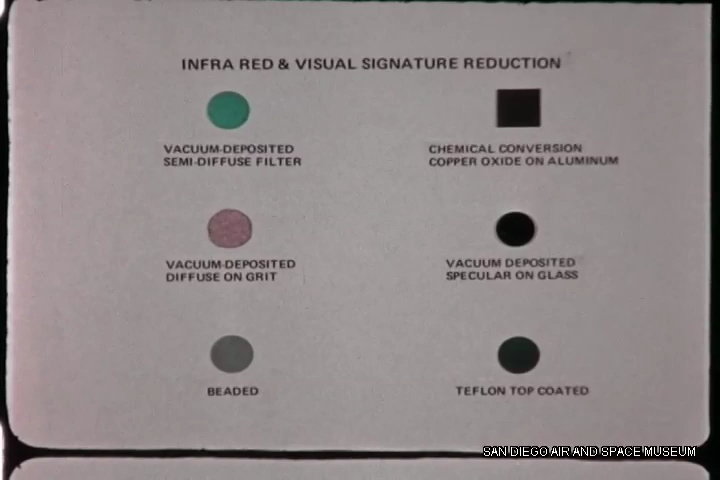 INFRA RED & VISUAL SIGNATURE REDUCTION
VACUUM-DEPOSITED
SEMI-DIFFUSE FILTER
CHEMICAL CONVERSION
COPPER OXIDE ON ALUMINUM
VACUUM-DEPOSITED
DIFFUSE ON GRIT
VACUUM DEPOSITED
SPECULAR ON GLASS
BEADED
TEFLON TOP COATED
SAN DIEGO AIR AND SPACE MUSEUM